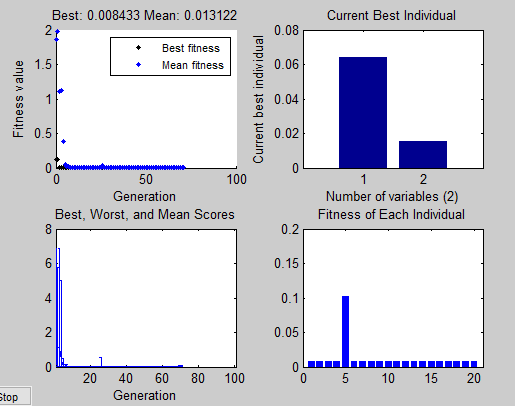 Best: 0.008433 Mean: 0.013122
2
1.5
1
0.5
0
Fitness value
Best fitness
Mean fitness
0 50 100
Generation
Current Best Individual
0.08
0.06
0.04
0.02
0
Current best individual
1 2
Number of variables (2)
Best, Worst, and Mean Scores
8
6
4
2
0
20 40 60 80 100
Generation
Fitness of Each Individual
0.2
0.15
0.1
0.05
0
0 5 10 15 20
Stop